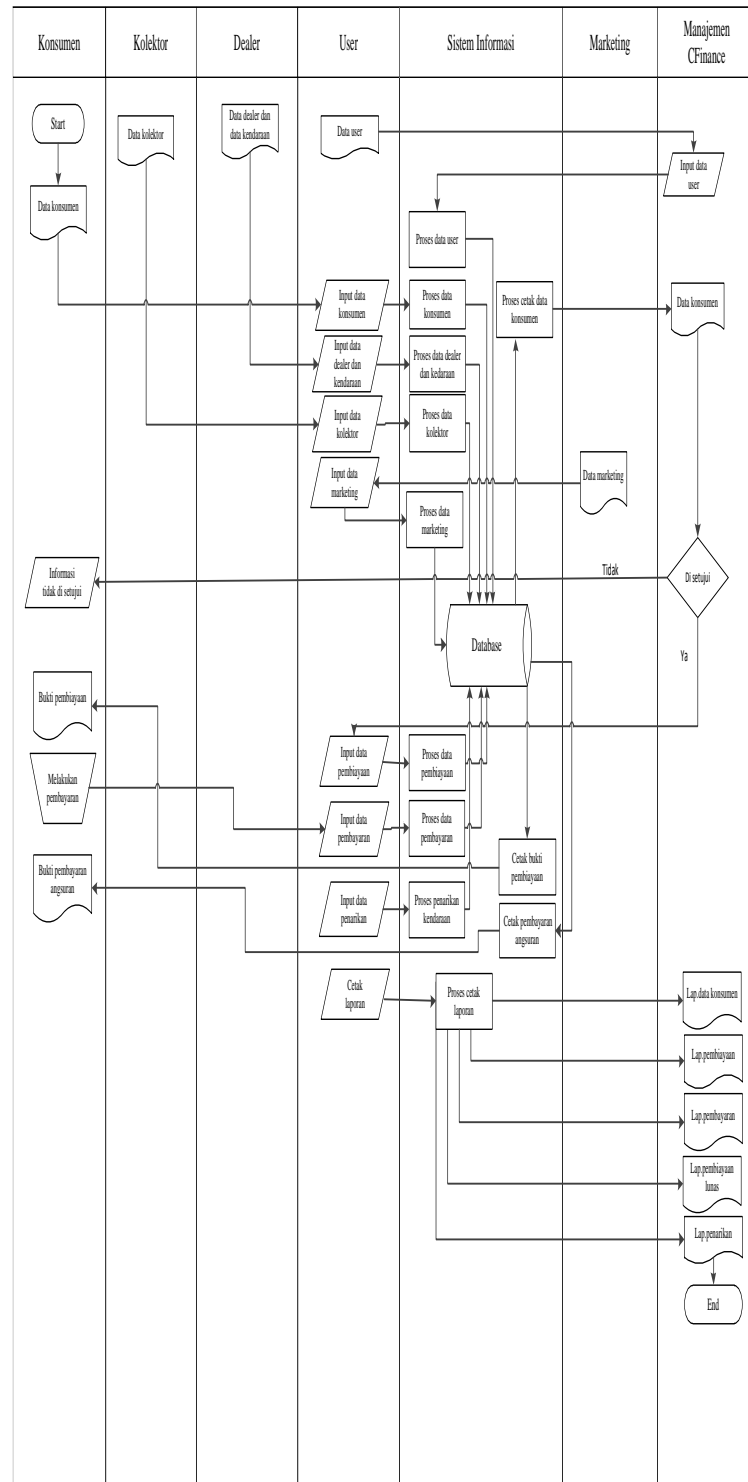 Konsumen
Kolektor
Dealer
User
Sistem Informasi
Marketing
Manajemen
CFinance
Start
Data kolektor
Data dealer dan
data kendaraan
Data user
Input data
user
Data konsumen
Proses data user
Input data
konsumen
Proses data
konsumen
Proses cetak data
konsumen
Data konsumen
Input data
dealer dan
kendaraan
Proses data dealer
dan kedaraan
Input data
kolektor
Proses data
kolektor
Input data
marketing
Data marketing
Proses data
marketing
Informasi
tidak di setujui
Tidak
Di setujui
Database
Ya
Bukti pembiayaan
Input data
pembiayaan
Proses data
pembiayaan
Melakukan
pembayaran
Input data
pembayaran
Proses data
pembayaran
Cetak bukti
pembiayaan
Bukti pembayaran
angsuran
Input data
penarikan
Proses penarikan
kendaraan
Cetak pembayaran
angsuran
Cetak
laporan
Proses cetak
laporan
Lap.data konsumen
Lap.pembiayaan
Lap.pembayaran
Lap.pembiayaan
lunas
Lap.penarikan
End